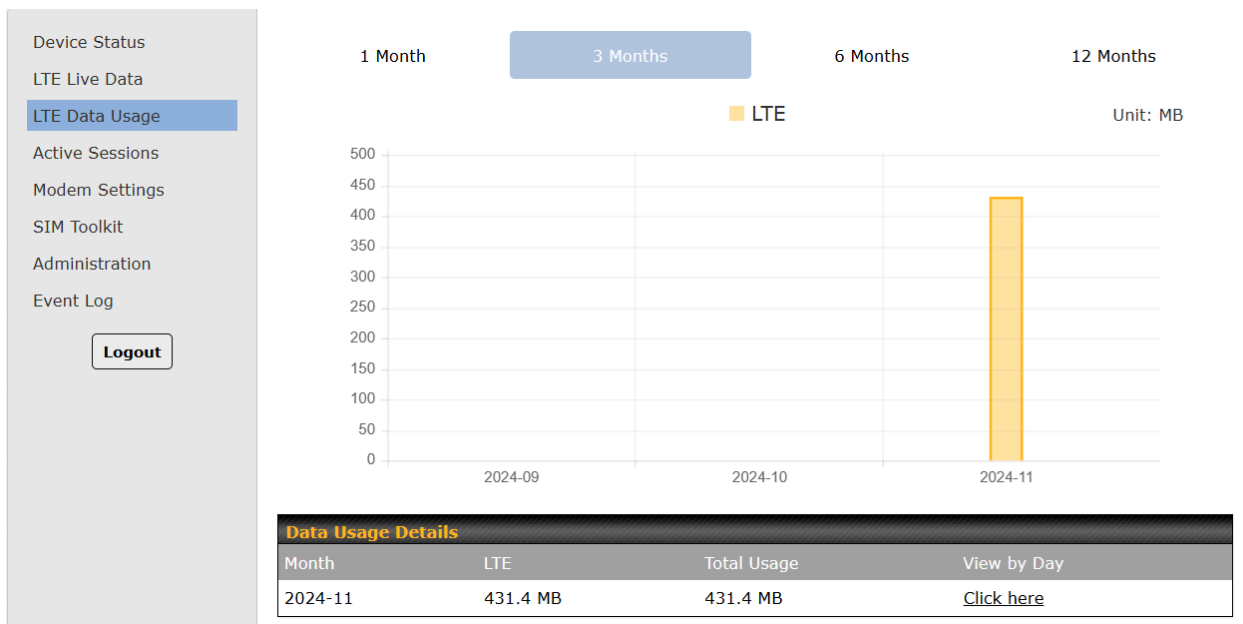 Device Status
LTE Live Data
LTE Data Usage
Active Sessions
Modem Settings
SIM Toolkit
Administration
Event Log
Logout
1 Month 3 Months 6 Months 12 Months
LTE Unit: MB
500
450
400
350
300
250
200
150
100
50
0
2024-09 2024-10 2024-11
Data Usage Details
Month LTE Total Usage View by Day
2024-11 431.4 MB 431.4 MB Click here